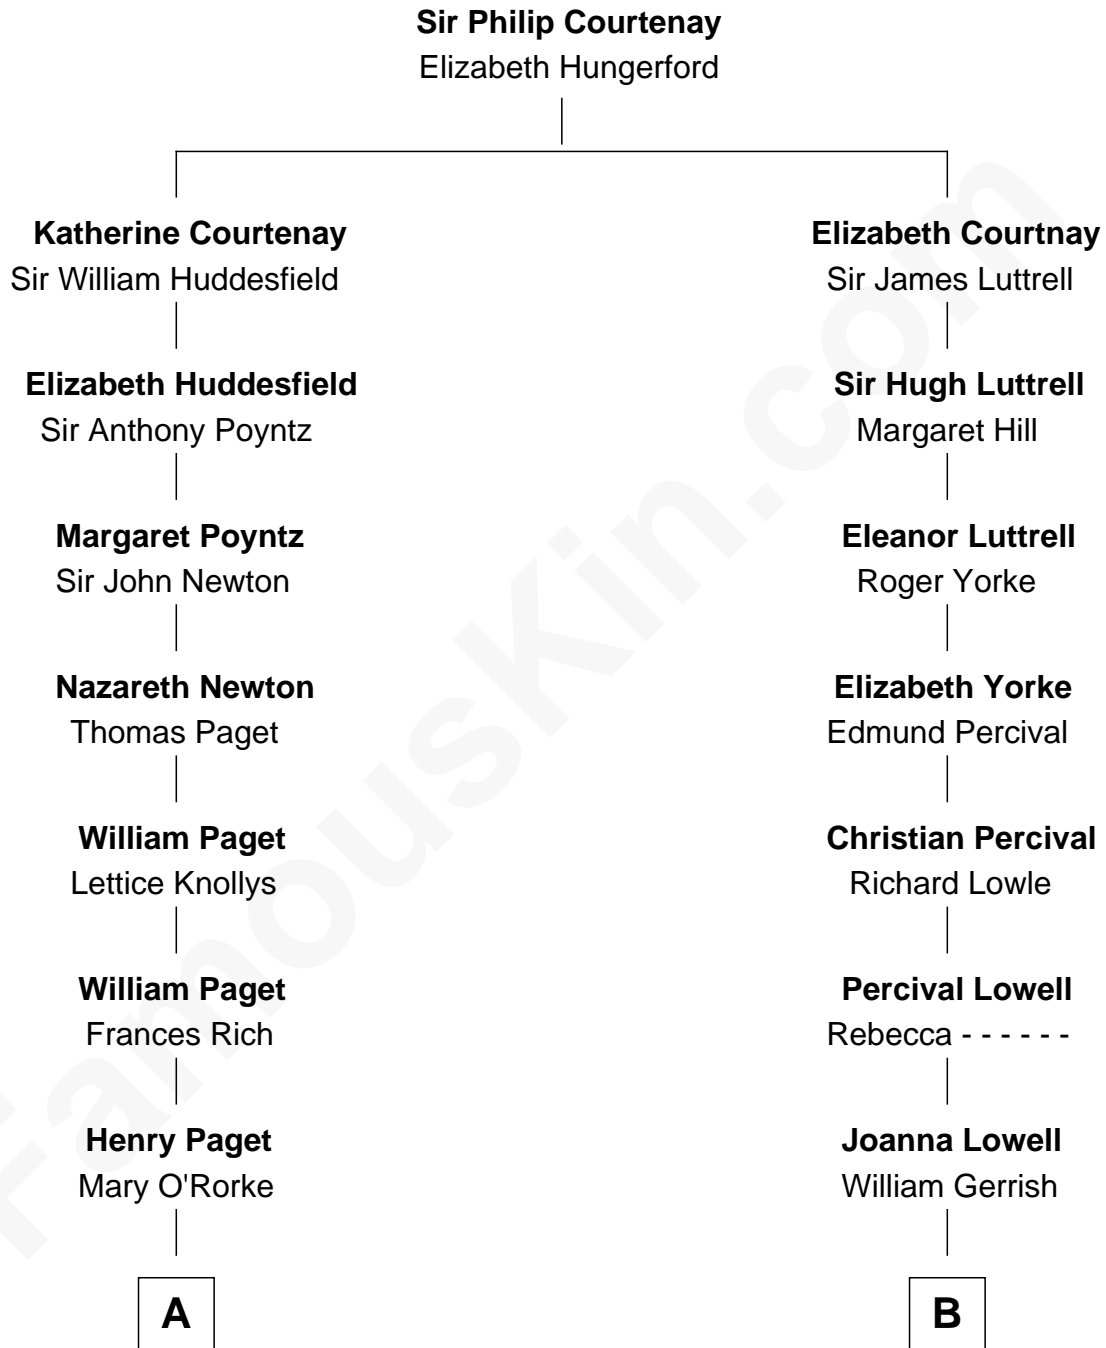 Sir Philip Courtenay
Elizabeth Hungerford
Katherine Courtenay
Sir William Huddesfield
Elizabeth Courtnay
Sir James Luttrell
Elizabeth Huddesfield
Sir Anthony Poyntz
Sir Hugh Luttrell
Margaret Hill
Margaret Poyntz
Sir John Newton
Eleanor Luttrell
Roger Yorke
Nazareth Newton
Thomas Paget
Elizabeth Yorke
Edmund Percival
William Paget
Lettice Knollys
Christian Percival
Richard Lowle
William Paget
Frances Rich
Percival Lowell
Rebecca - - - - - -
Henry Paget
Mary O'Rorke
Joanna Lowell
William Gerrish
A
B
FamousKin.com